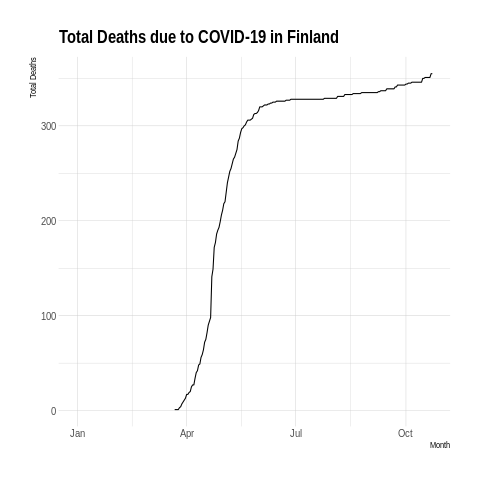 Total Deaths due to COVID-19 in Finland
Total Deaths
300
200
100
0
Jan Apr Jul Oct
Month